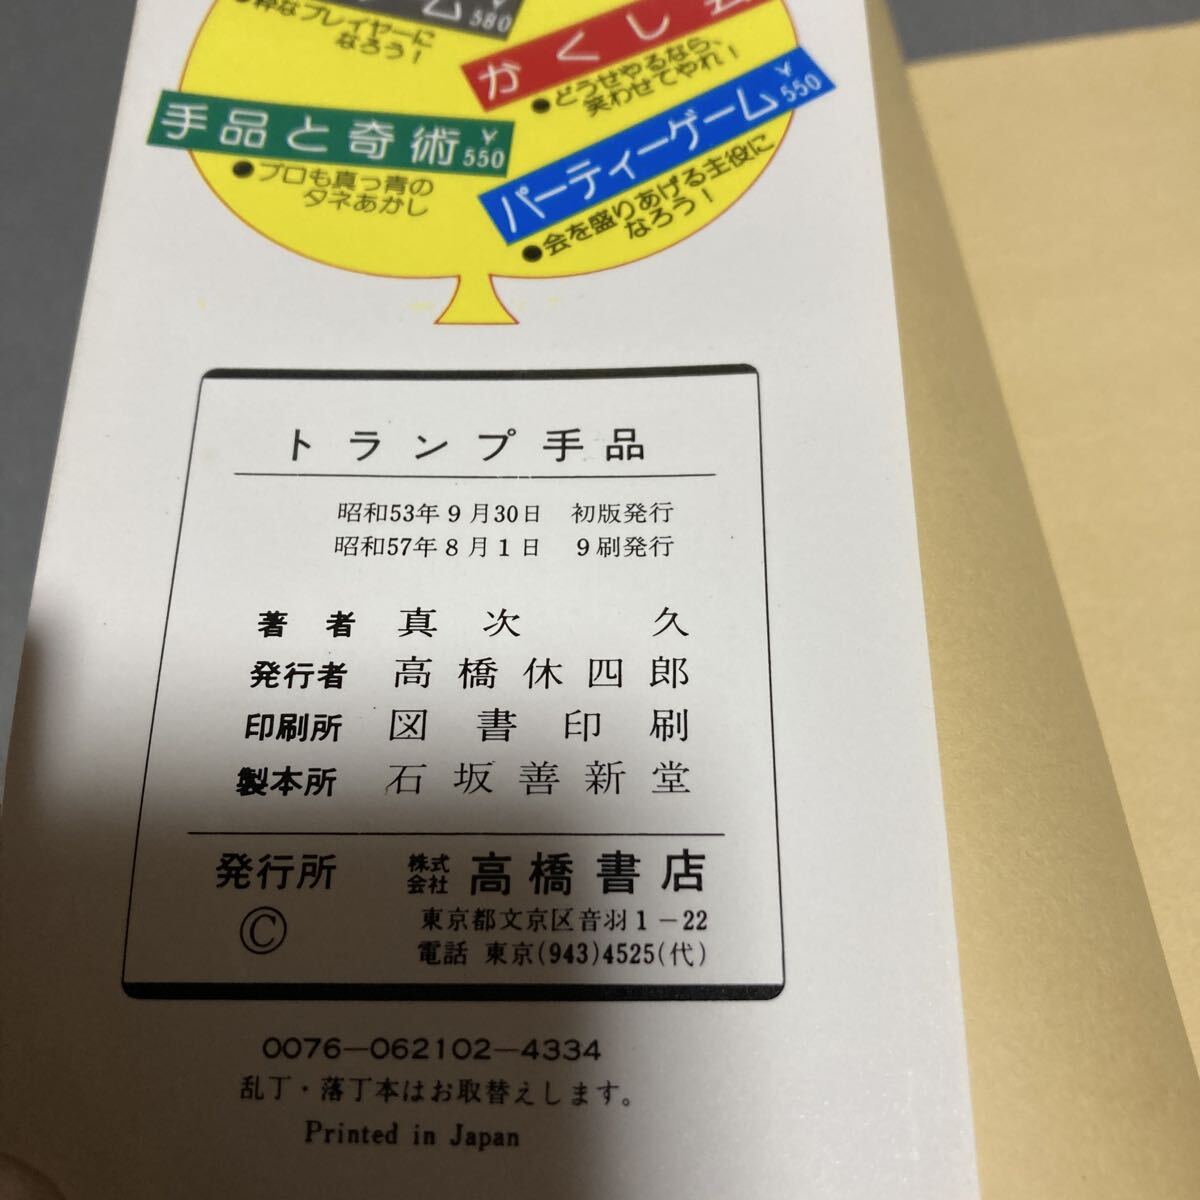 ーム ¥580
粋なプレイヤーに
なろう!
かくし芸
●どうせやるなら、
笑わせてやれ!
手品と奇術 ¥550
●プロも真っ青の
タネあかし
パーティーゲーム ¥550
●会を盛りあげる主役に
なろう!
トランプ手品
昭和53年9月30日 初版発行
昭和57年8月1日 9刷発行
著者 真次 久
発行者 高橋休四郎
印刷所 図書印刷
製本所 石坂善新堂
発行所 株式会社 高橋書店
© 東京都文京区音羽1-22
電話 東京(943)4525(代)
0076-062102-4334
乱丁・落丁本はお取替えします。
Printed in Japan